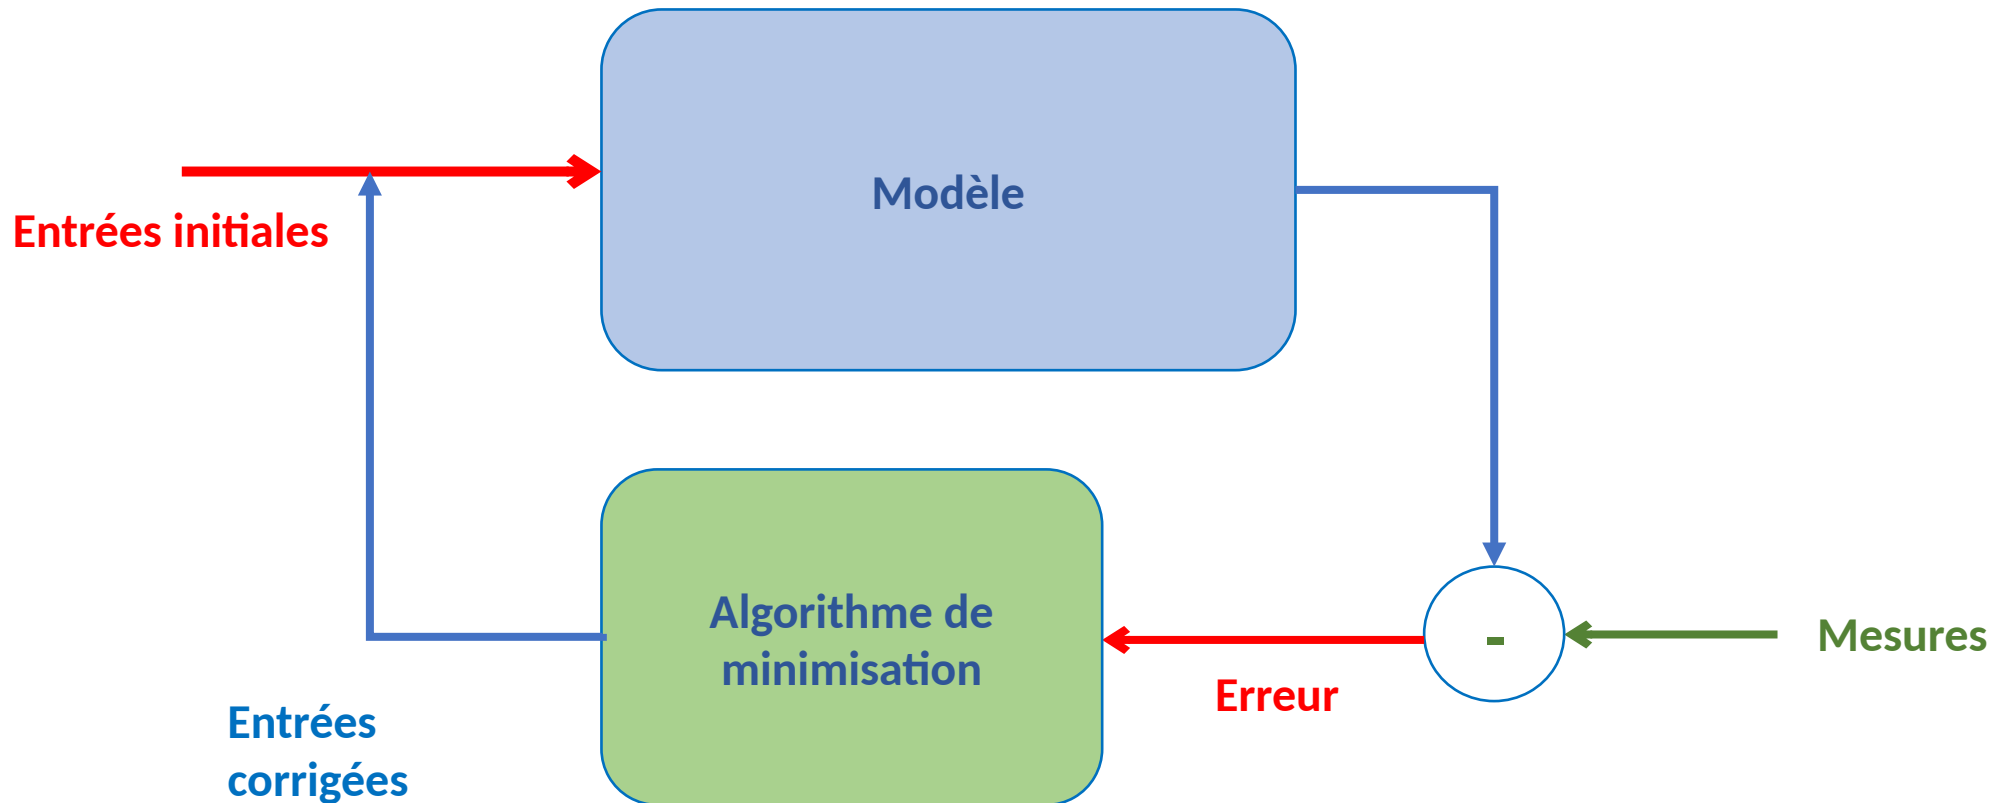 Modèle
Entrées initiales
Algorithme de
minimisation
-
Mesures
Erreur
Entrées
corrigées